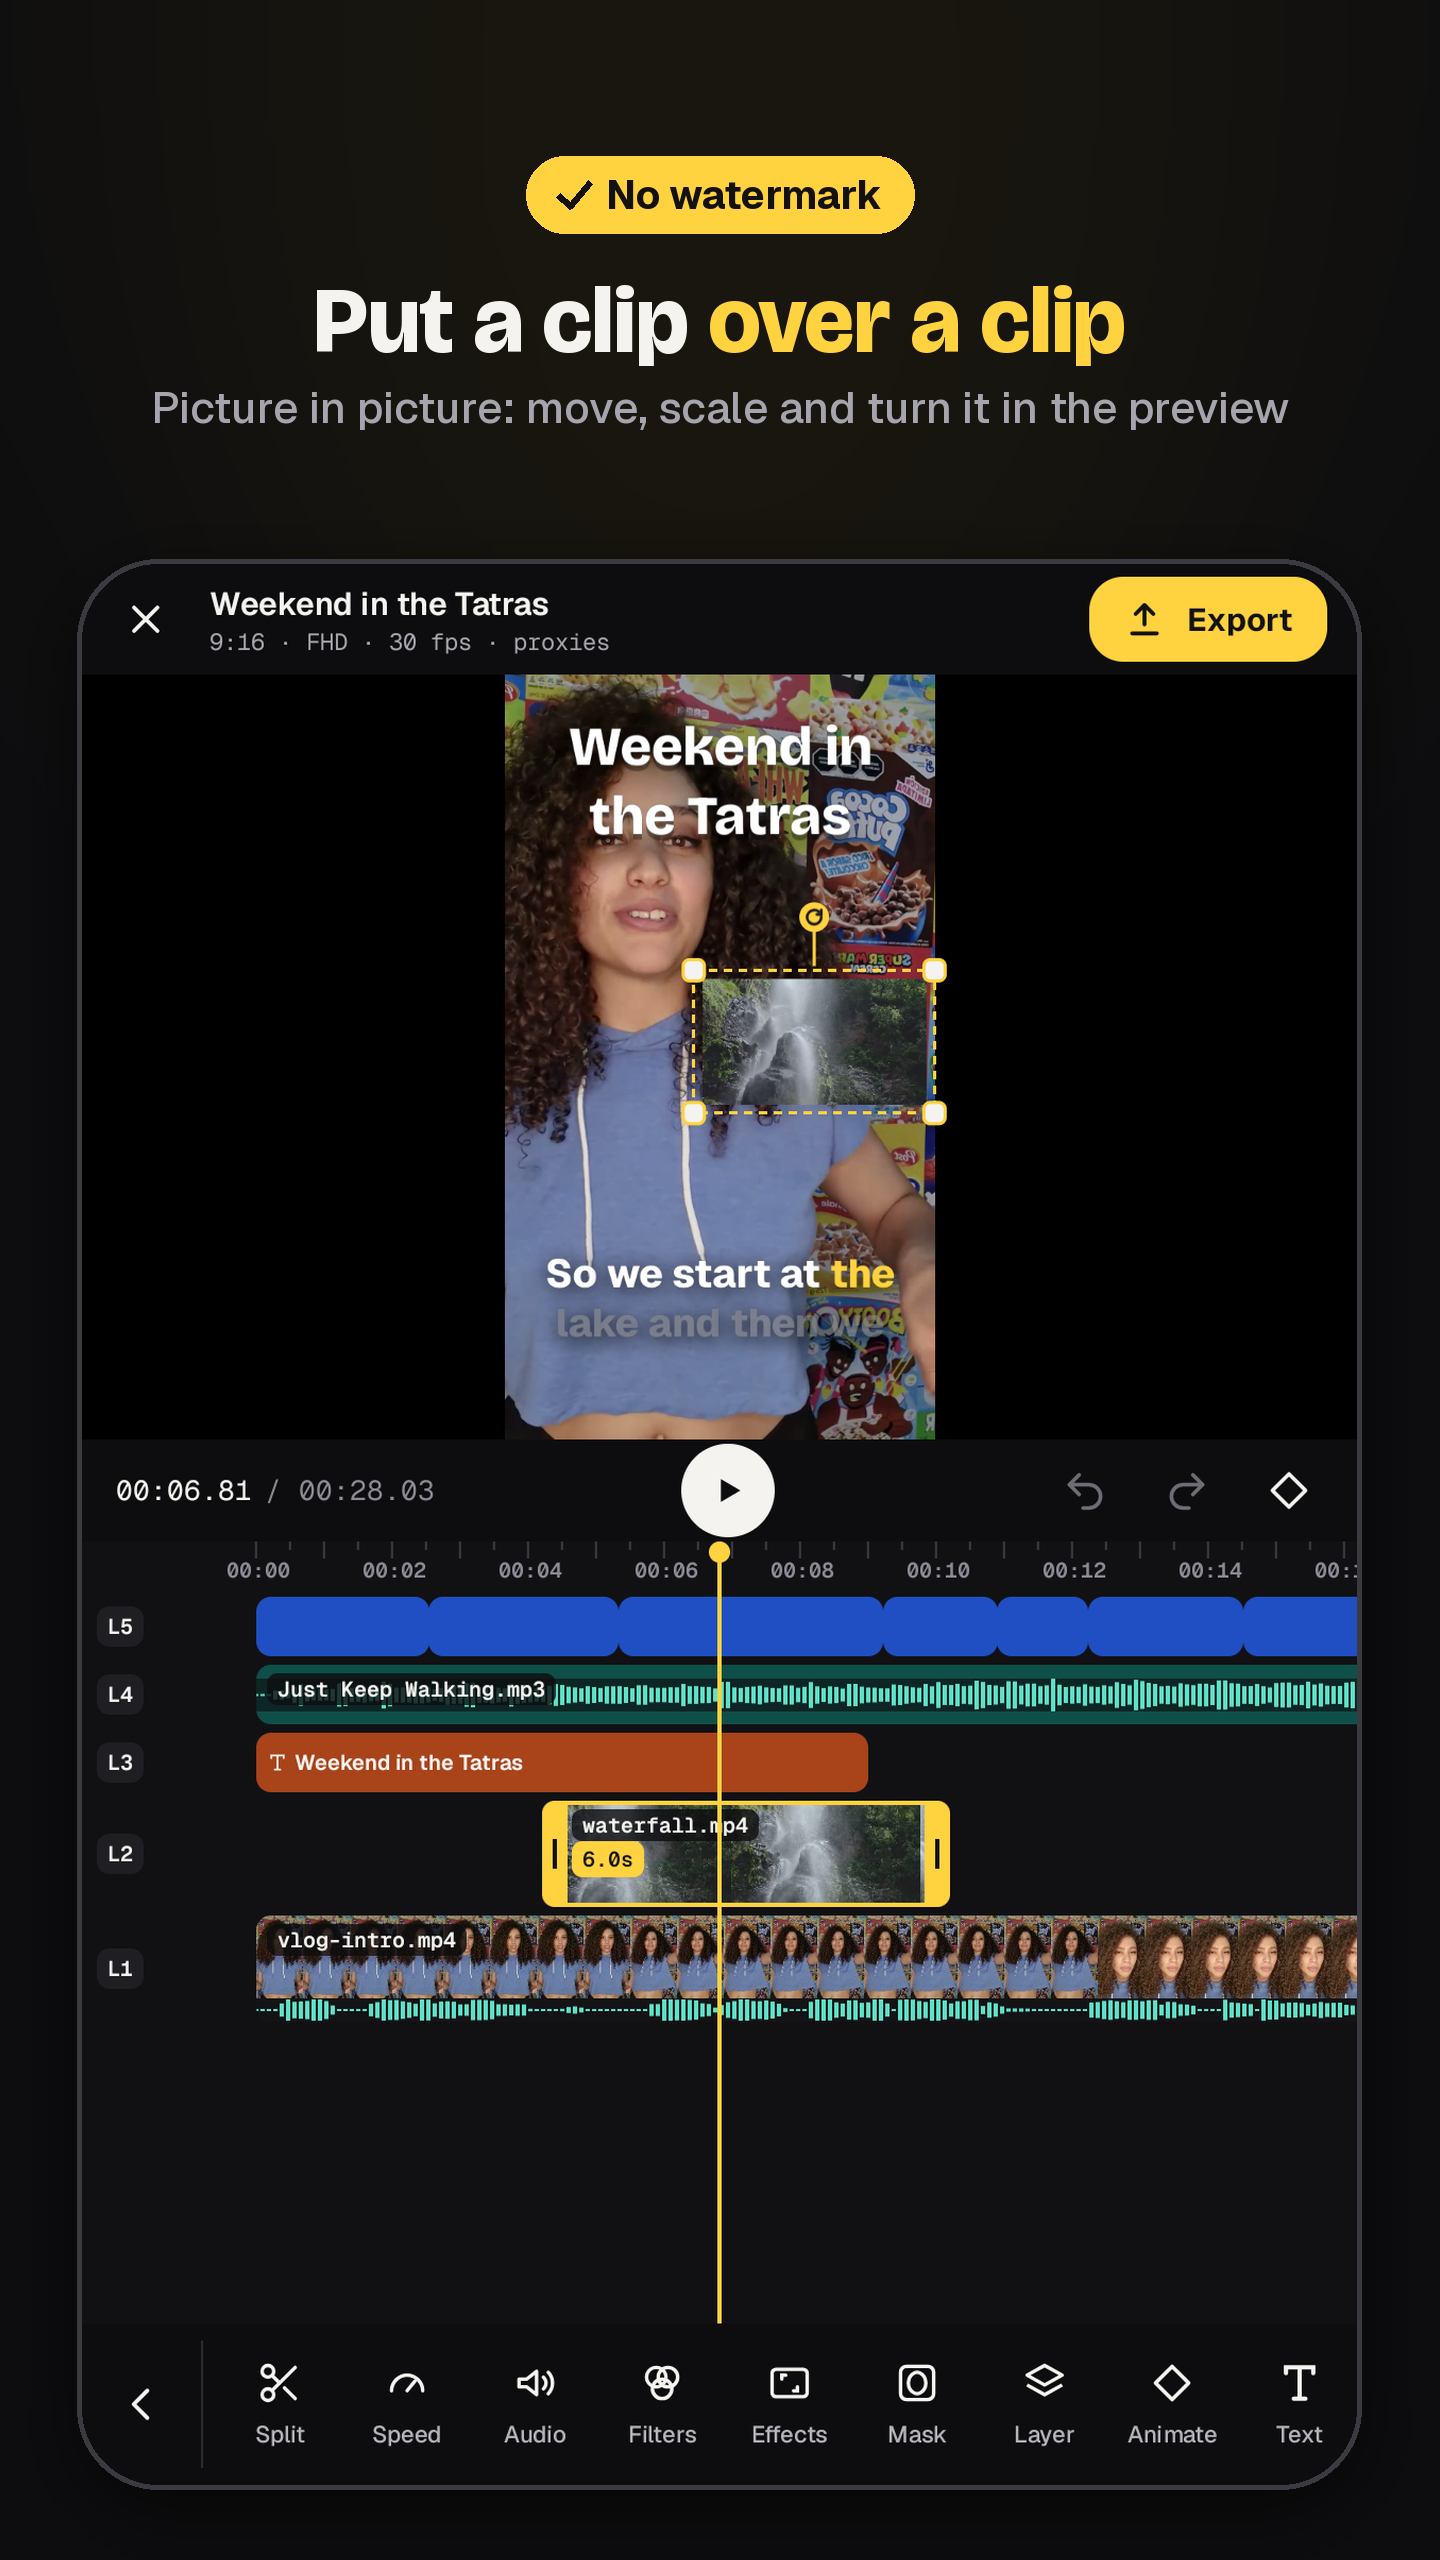 No watermark
Put a clip over a clip
Picture in picture: move, scale and turn it in the preview
Weekend in the Tatras
9:16 · FHD · 30 fps · proxies
Export
Weekend in
the Tatras
So we start at the
lake and then we
00:06.81 / 00:28.03
00:00 00:02 00:04 00:06 00:08 00:10 00:12 00:14
L5
L4 Just Keep Walking.mp3
L3 T Weekend in the Tatras
L2 waterfall.mp4
6.0s
L1 vlog-intro.mp4
Split Speed Audio Filters Effects Mask Layer Animate Text